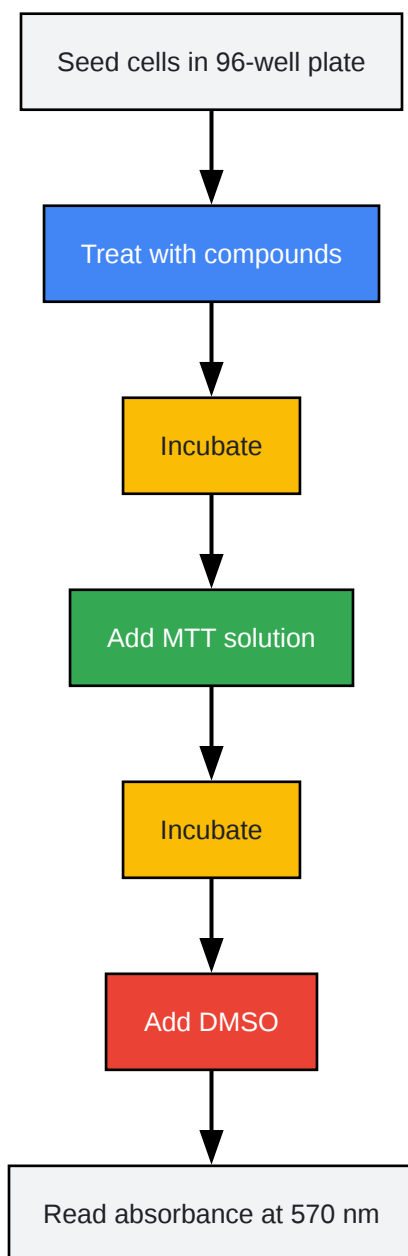 Seed cells in 96-well plate
Treat with compounds
Incubate
Add MTT solution
Incubate
Add DMSO
Read absorbance at 570 nm